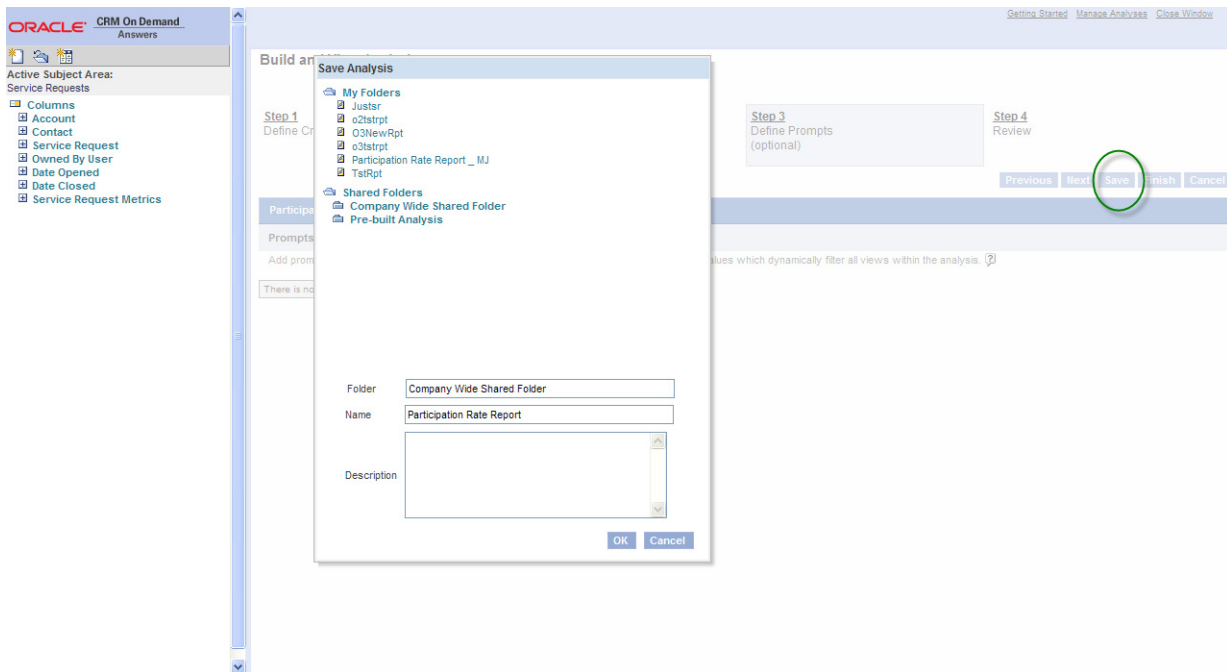 ORACLE CRM On Demand
Answers
Getting Started Manage Analyses Close Window
Active Subject Area:
Service Requests
Columns
Account
Contact
Service Request
Owned By User
Date Opened
Date Closed
Service Request Metrics
Build an
Step 1
Define Cr
Step 3
Define Prompts
(optional)
Step 4
Review
Previous Next Save Finish Cancel
Participa
Prompts
Add prom
lues which dynamically filter all views within the analysis.
There is no
Save Analysis
My Folders
Justsr
o2tstrpt
O3NewRpt
o3tstrpt
Participation Rate Report _ MJ
TstRpt
Shared Folders
Company Wide Shared Folder
Pre-built Analysis
Folder Company Wide Shared Folder
Name Participation Rate Report
Description
OK Cancel